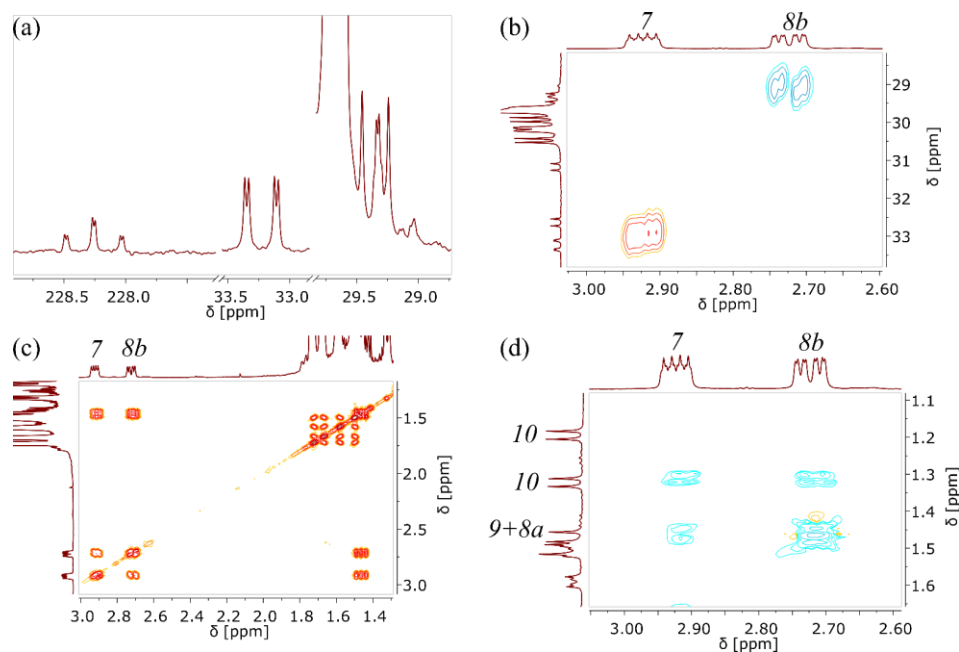 (a)
228.5 228.0 33.5 33.0 29.5 29.0
δ [ppm]
(b)
7 8b
29
30
31
32
33
δ [ppm]
3.00 2.90 2.80 2.70 2.60
δ [ppm]
(c)
7 8b
1.5
2.0
2.5
3.0
δ [ppm]
3.0 2.8 2.6 2.4 2.2 2.0 1.8 1.6 1.4
δ [ppm]
(d)
7 8b
10
10
9+8a
1.1
1.2
1.3
1.4
1.5
1.6
δ [ppm]
3.00 2.90 2.80 2.70 2.60
δ [ppm]